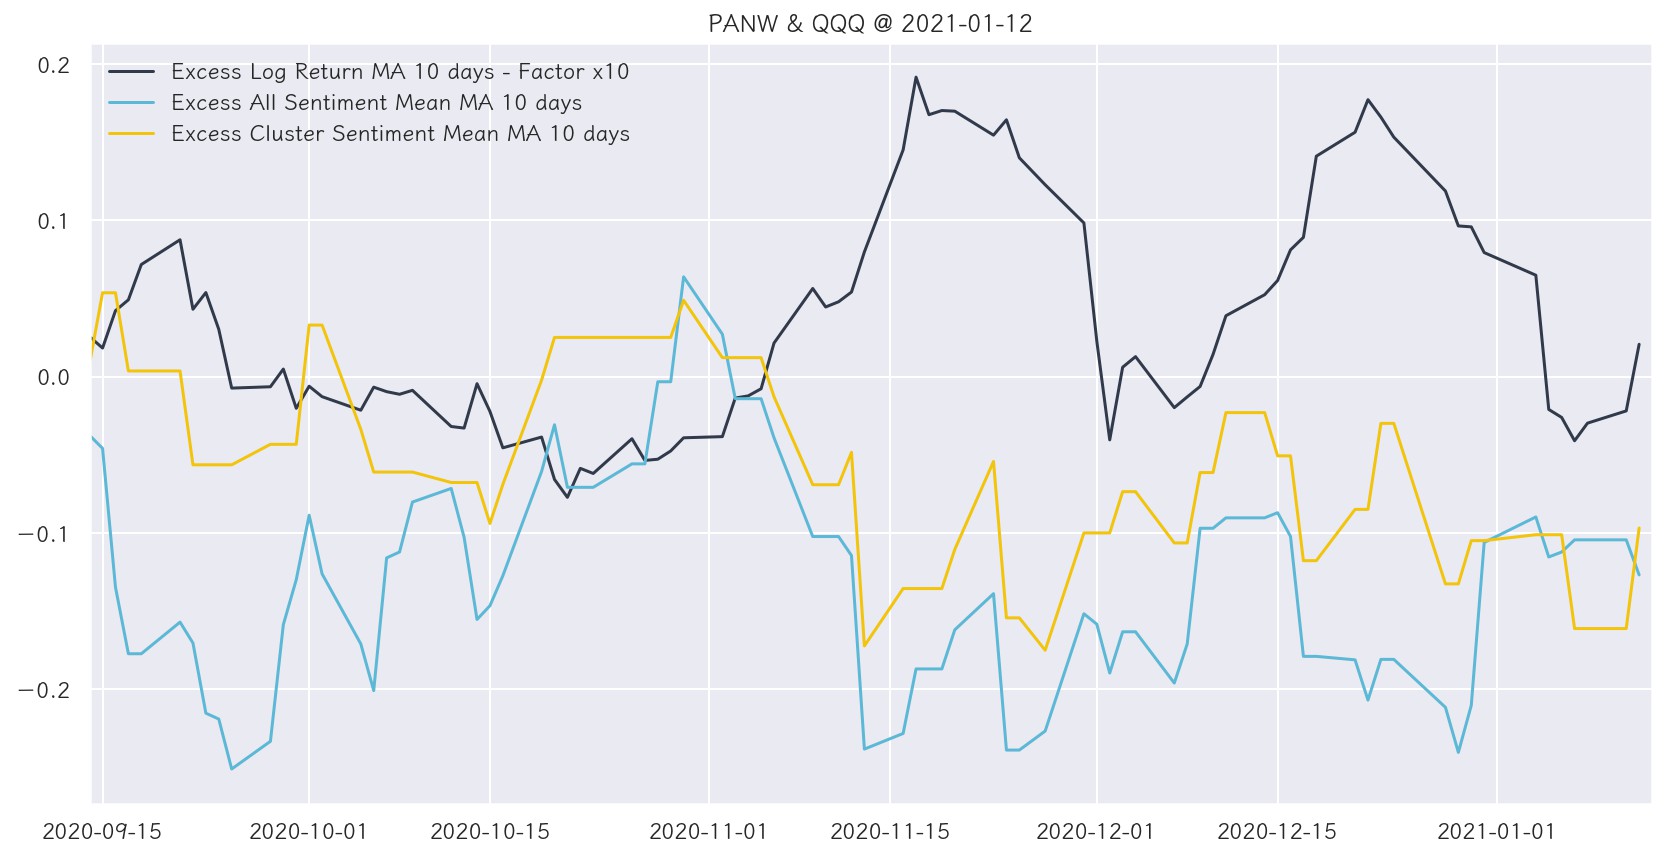 PANW & QQQ @ 2021-01-12
Excess Log Return MA 10 days - Factor x10
Excess All Sentiment Mean MA 10 days
Excess Cluster Sentiment Mean MA 10 days
0.2
0.1
0.0
−0.1
−0.2
2020-09-15 2020-10-01 2020-10-15 2020-11-01 2020-11-15 2020-12-01 2020-12-15 2021-01-01